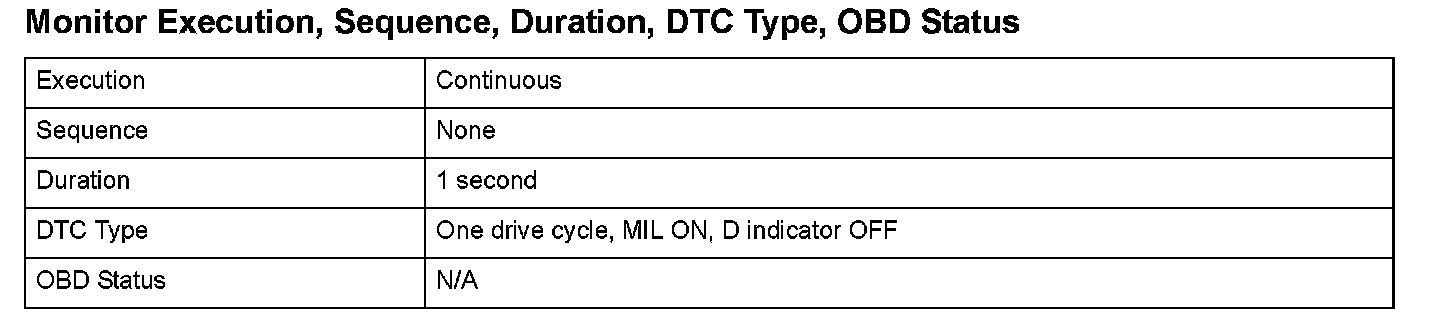 Monitor Execution, Sequence, Duration, DTC Type, OBD Status
Execution Continuous
Sequence None
Duration 1 second
DTC Type One drive cycle, MIL ON, D indicator OFF
OBD Status N/A